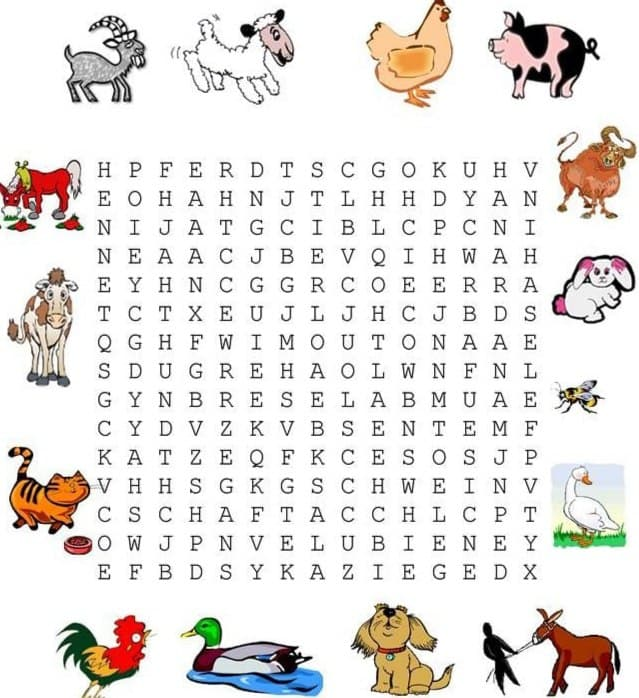 H P F E R D T S C G O K U H V
E O H A H N J T L H H D Y A N
N I J A T G C I B L C P C N I
N E A A C J B E V Q I H W A H
E Y H N C G G R C O E E R R A
T C T X E U J L J H C J B D S
Q G H F W I M O U T O N A A E
S D U G R E H A O L W N F N L
G Y N B R E S E L A B M U A E
C Y D V Z K V B S E N T E M F
K A T Z E Q F K C E S O S J P
V H H S G K G S C H W E I N V
C S C H A F T A C C H L C P T
O W J P N V E L U B I E N E Y
E F B D S Y K A Z I E G E D X